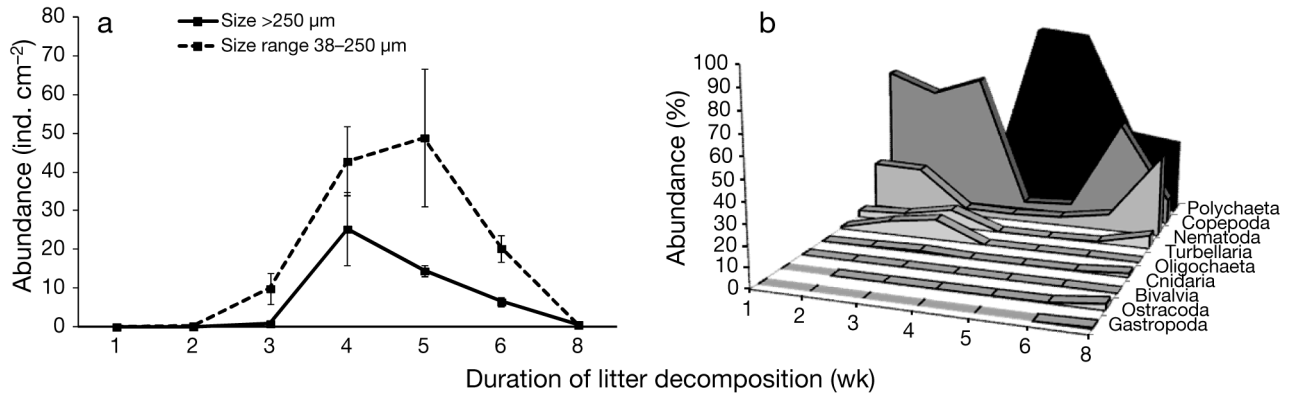 a
80
70
60
50
40
30
20
10
0
Abundance (ind. cm–2)
Size >250 μm
Size range 38–250 μm
1 2 3 4 5 6 8
b
100
90
80
70
60
50
40
30
20
10
0
Abundance (%)
1 2 3 4 5 6 8
Polychaeta
Copepoda
Nematoda
Turbellaria
Oligochaeta
Cnidaria
Bivalvia
Ostracoda
Gastropoda
Duration of litter decomposition (wk)